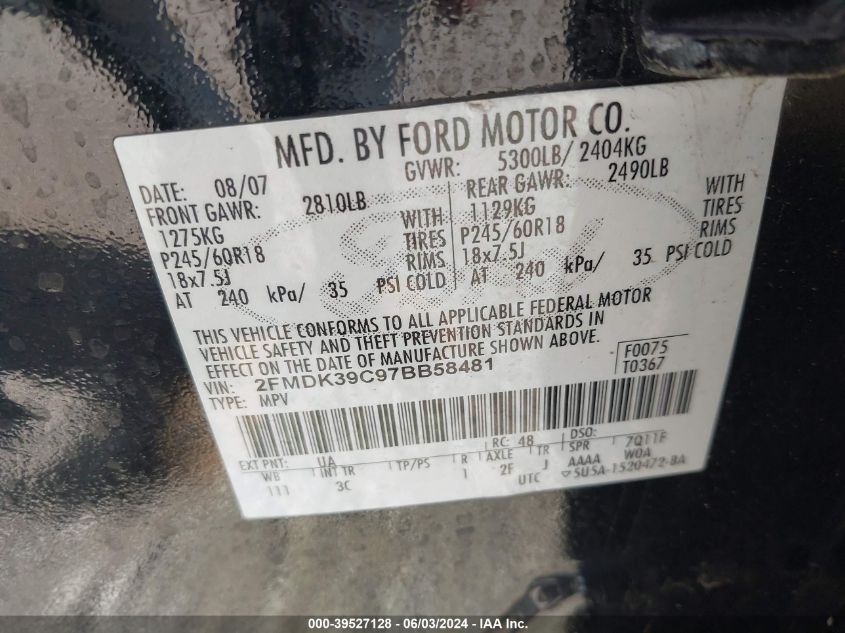 MFD. BY FORD MOTOR CO.
DATE: 08/07 GVWR: 5300LB/ 2404KG
FRONT GAWR: 2810LB REAR GAWR: 2490LB
1275KG WITH 1129KG WITH
P245/60R18 TIRES P245/60R18 TIRES
18x7.5J RIMS 18x7.5J RIMS
AT 240 kPa/ 35 PSI COLD AT 240 kPa/ 35 PSI COLD
THIS VEHICLE CONFORMS TO ALL APPLICABLE FEDERAL MOTOR
VEHICLE SAFETY AND THEFT PREVENTION STANDARDS IN
EFFECT ON THE DATE OF MANUFACTURE SHOWN ABOVE.
VIN: 2FMDK39C97BB58481 F0075
TYPE: MPV T0367
EXT PNT: UA RC: 48 DSO: 7Q11F
WB INT TR TP/PS R AXLE TR SPR W0A
111 3C 1 2F J AAAA
UTC 5U5A-1520472-BA
000-39527128 - 06/03/2024 - IAA Inc.